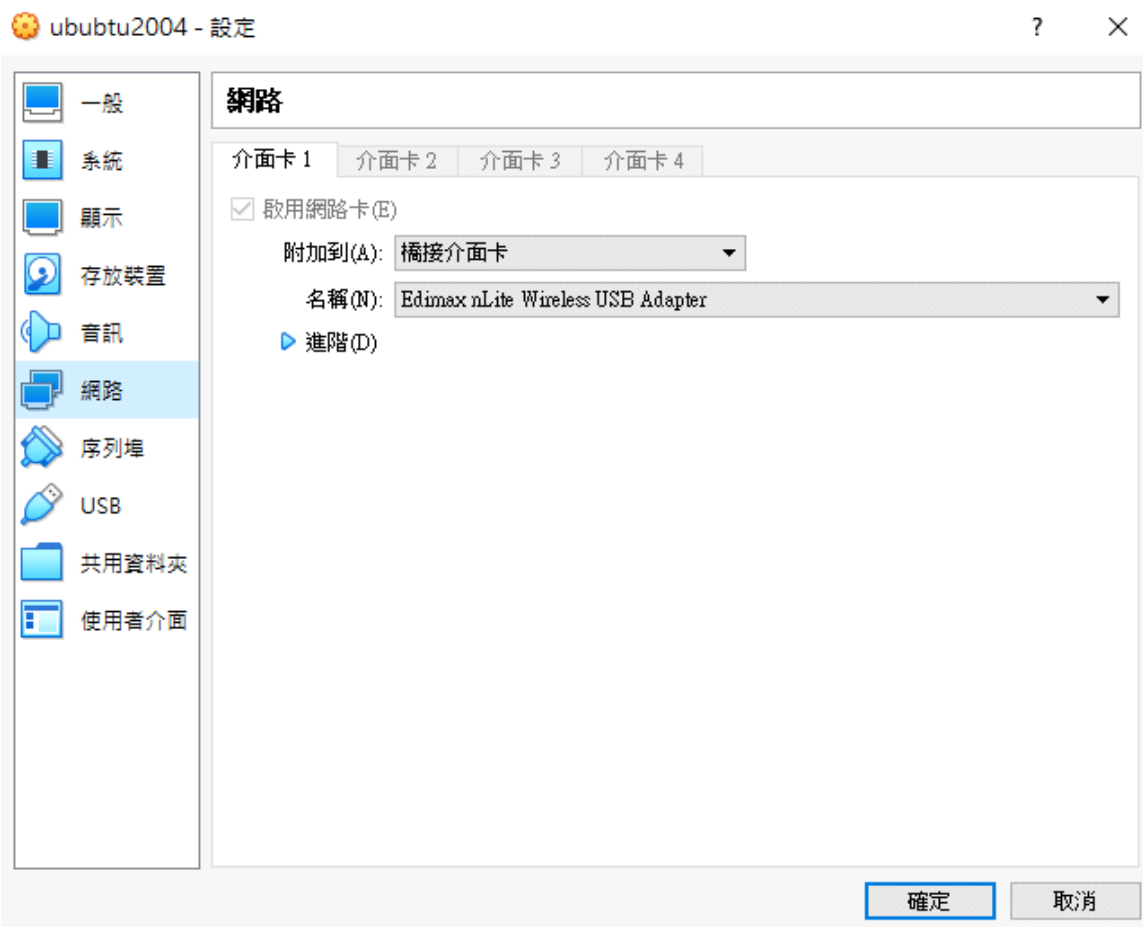 ububtu2004 - 設定
?
一般
系統
顯示
存放裝置
音訊
網路
序列埠
USB
共用資料夾
使用者介面
網路
介面卡 1 介面卡 2 介面卡 3 介面卡 4
啟用網路卡(E)
附加到(A): 橋接介面卡
名稱(N): Edimax nLite Wireless USB Adapter
進階(D)
確定 取消